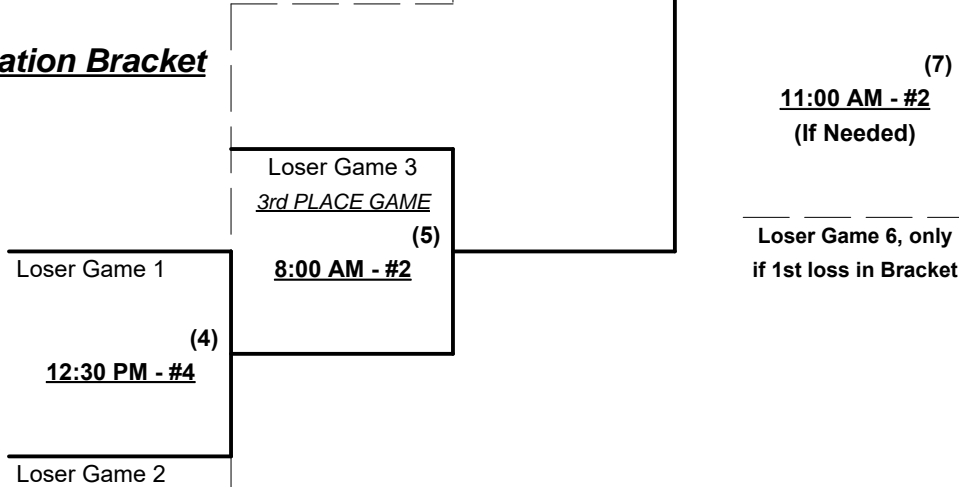 Bracket
(7)
11:00 AM - #2
(If Needed)
Loser Game 3
3rd PLACE GAME
(5)
8:00 AM - #2
Loser Game 1
(4)
12:30 PM - #4
Loser Game 2
Loser Game 6, only
if 1st loss in Bracket